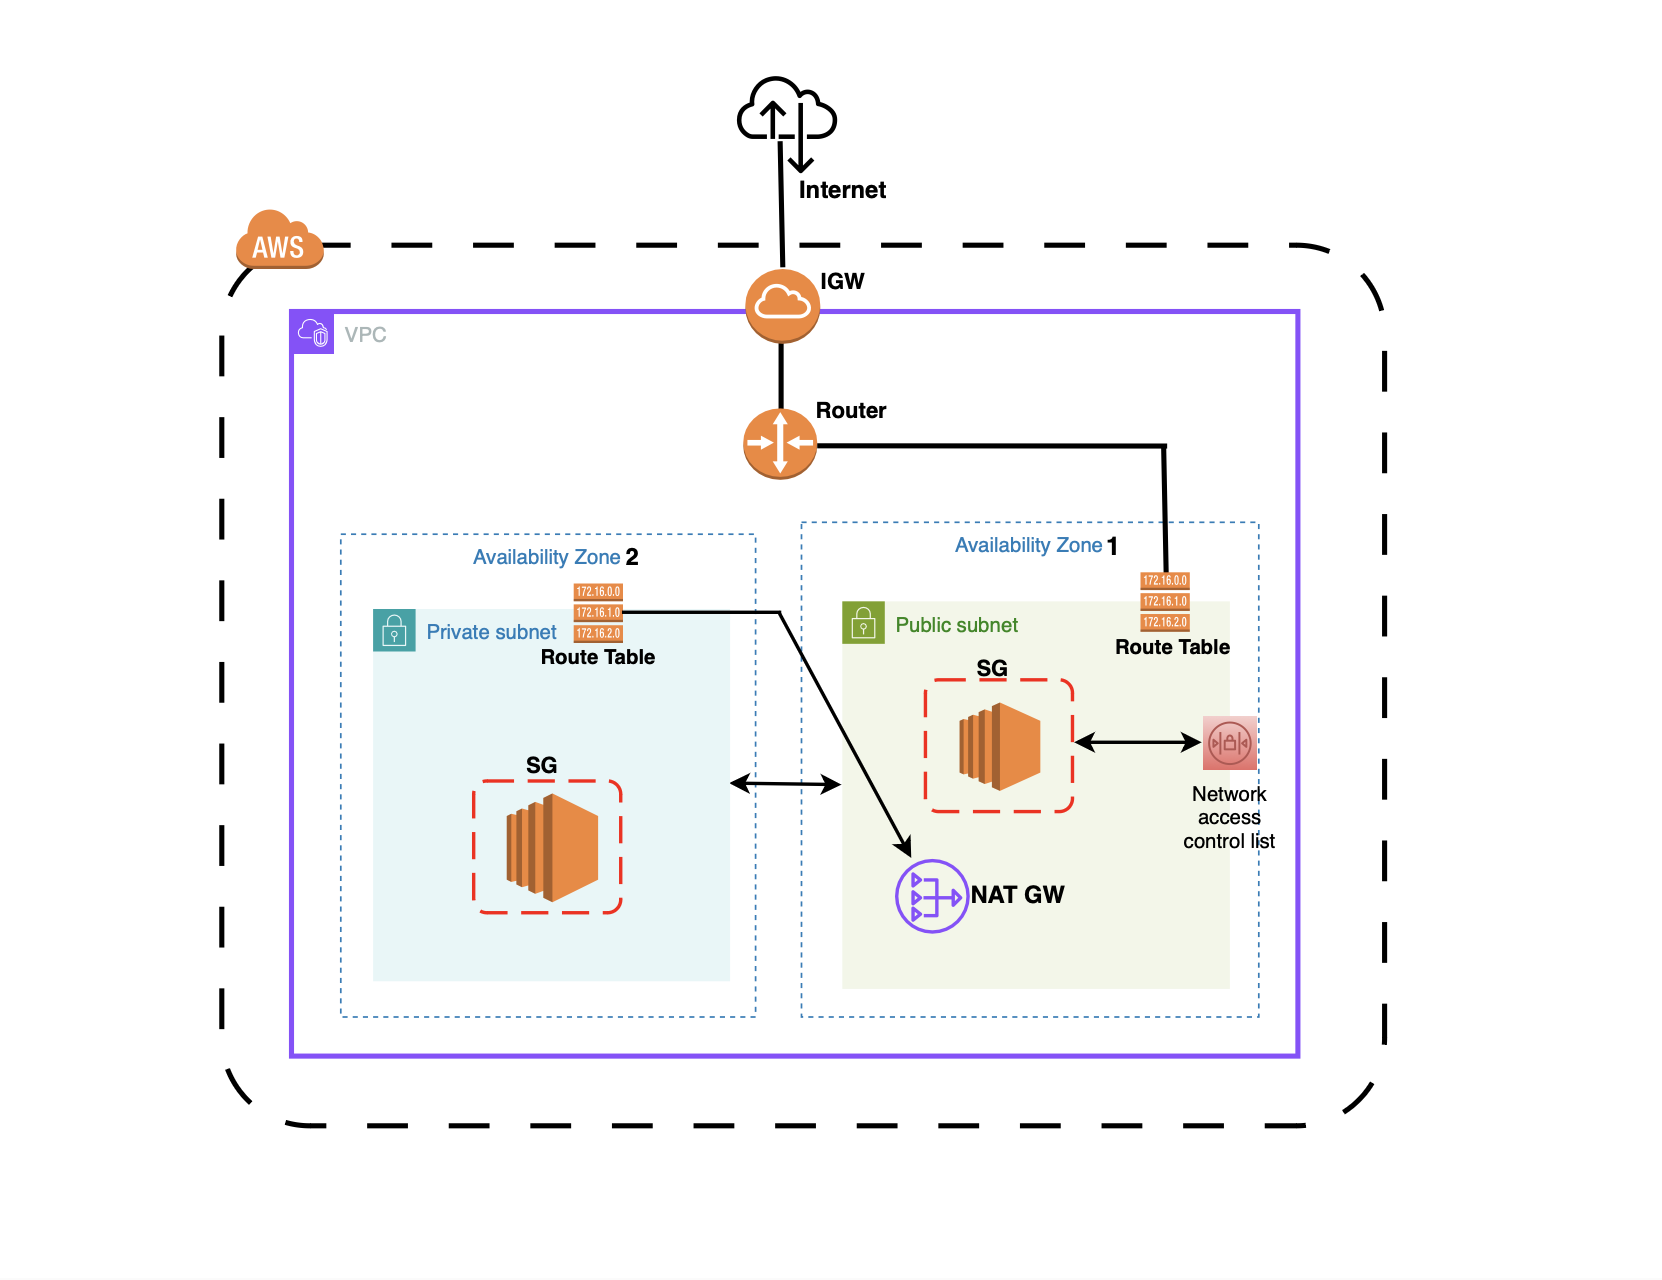 Internet
AWS
IGW
VPC
Router
Availability Zone 2
Availability Zone 1
172.16.0.0
172.16.1.0
172.16.2.0
Route Table
Private subnet
172.16.0.0
172.16.1.0
172.16.2.0
Route Table
Public subnet
SG
SG
Network
access
control list
NAT GW